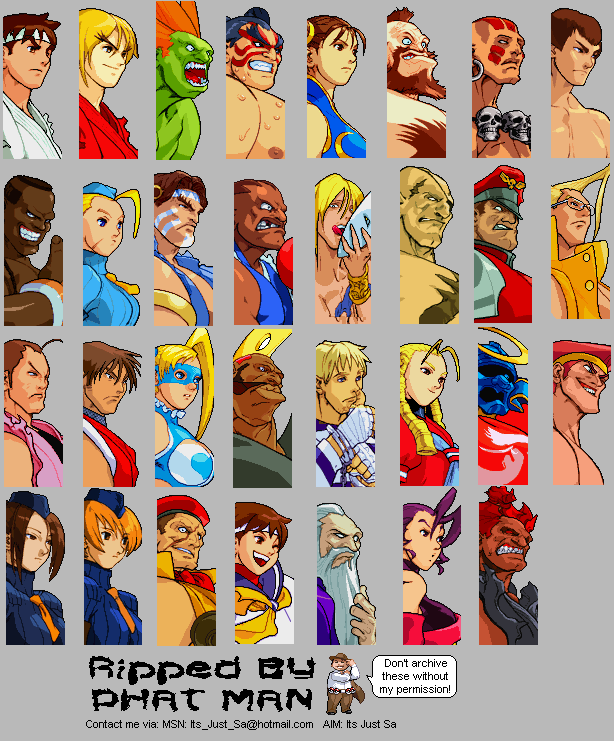 Ripped By
PHAT MAN
Don't archive
these without
my permission!
Contact me via: MSN: Its_Just_Sa@hotmail.com AIM: Its Just Sa